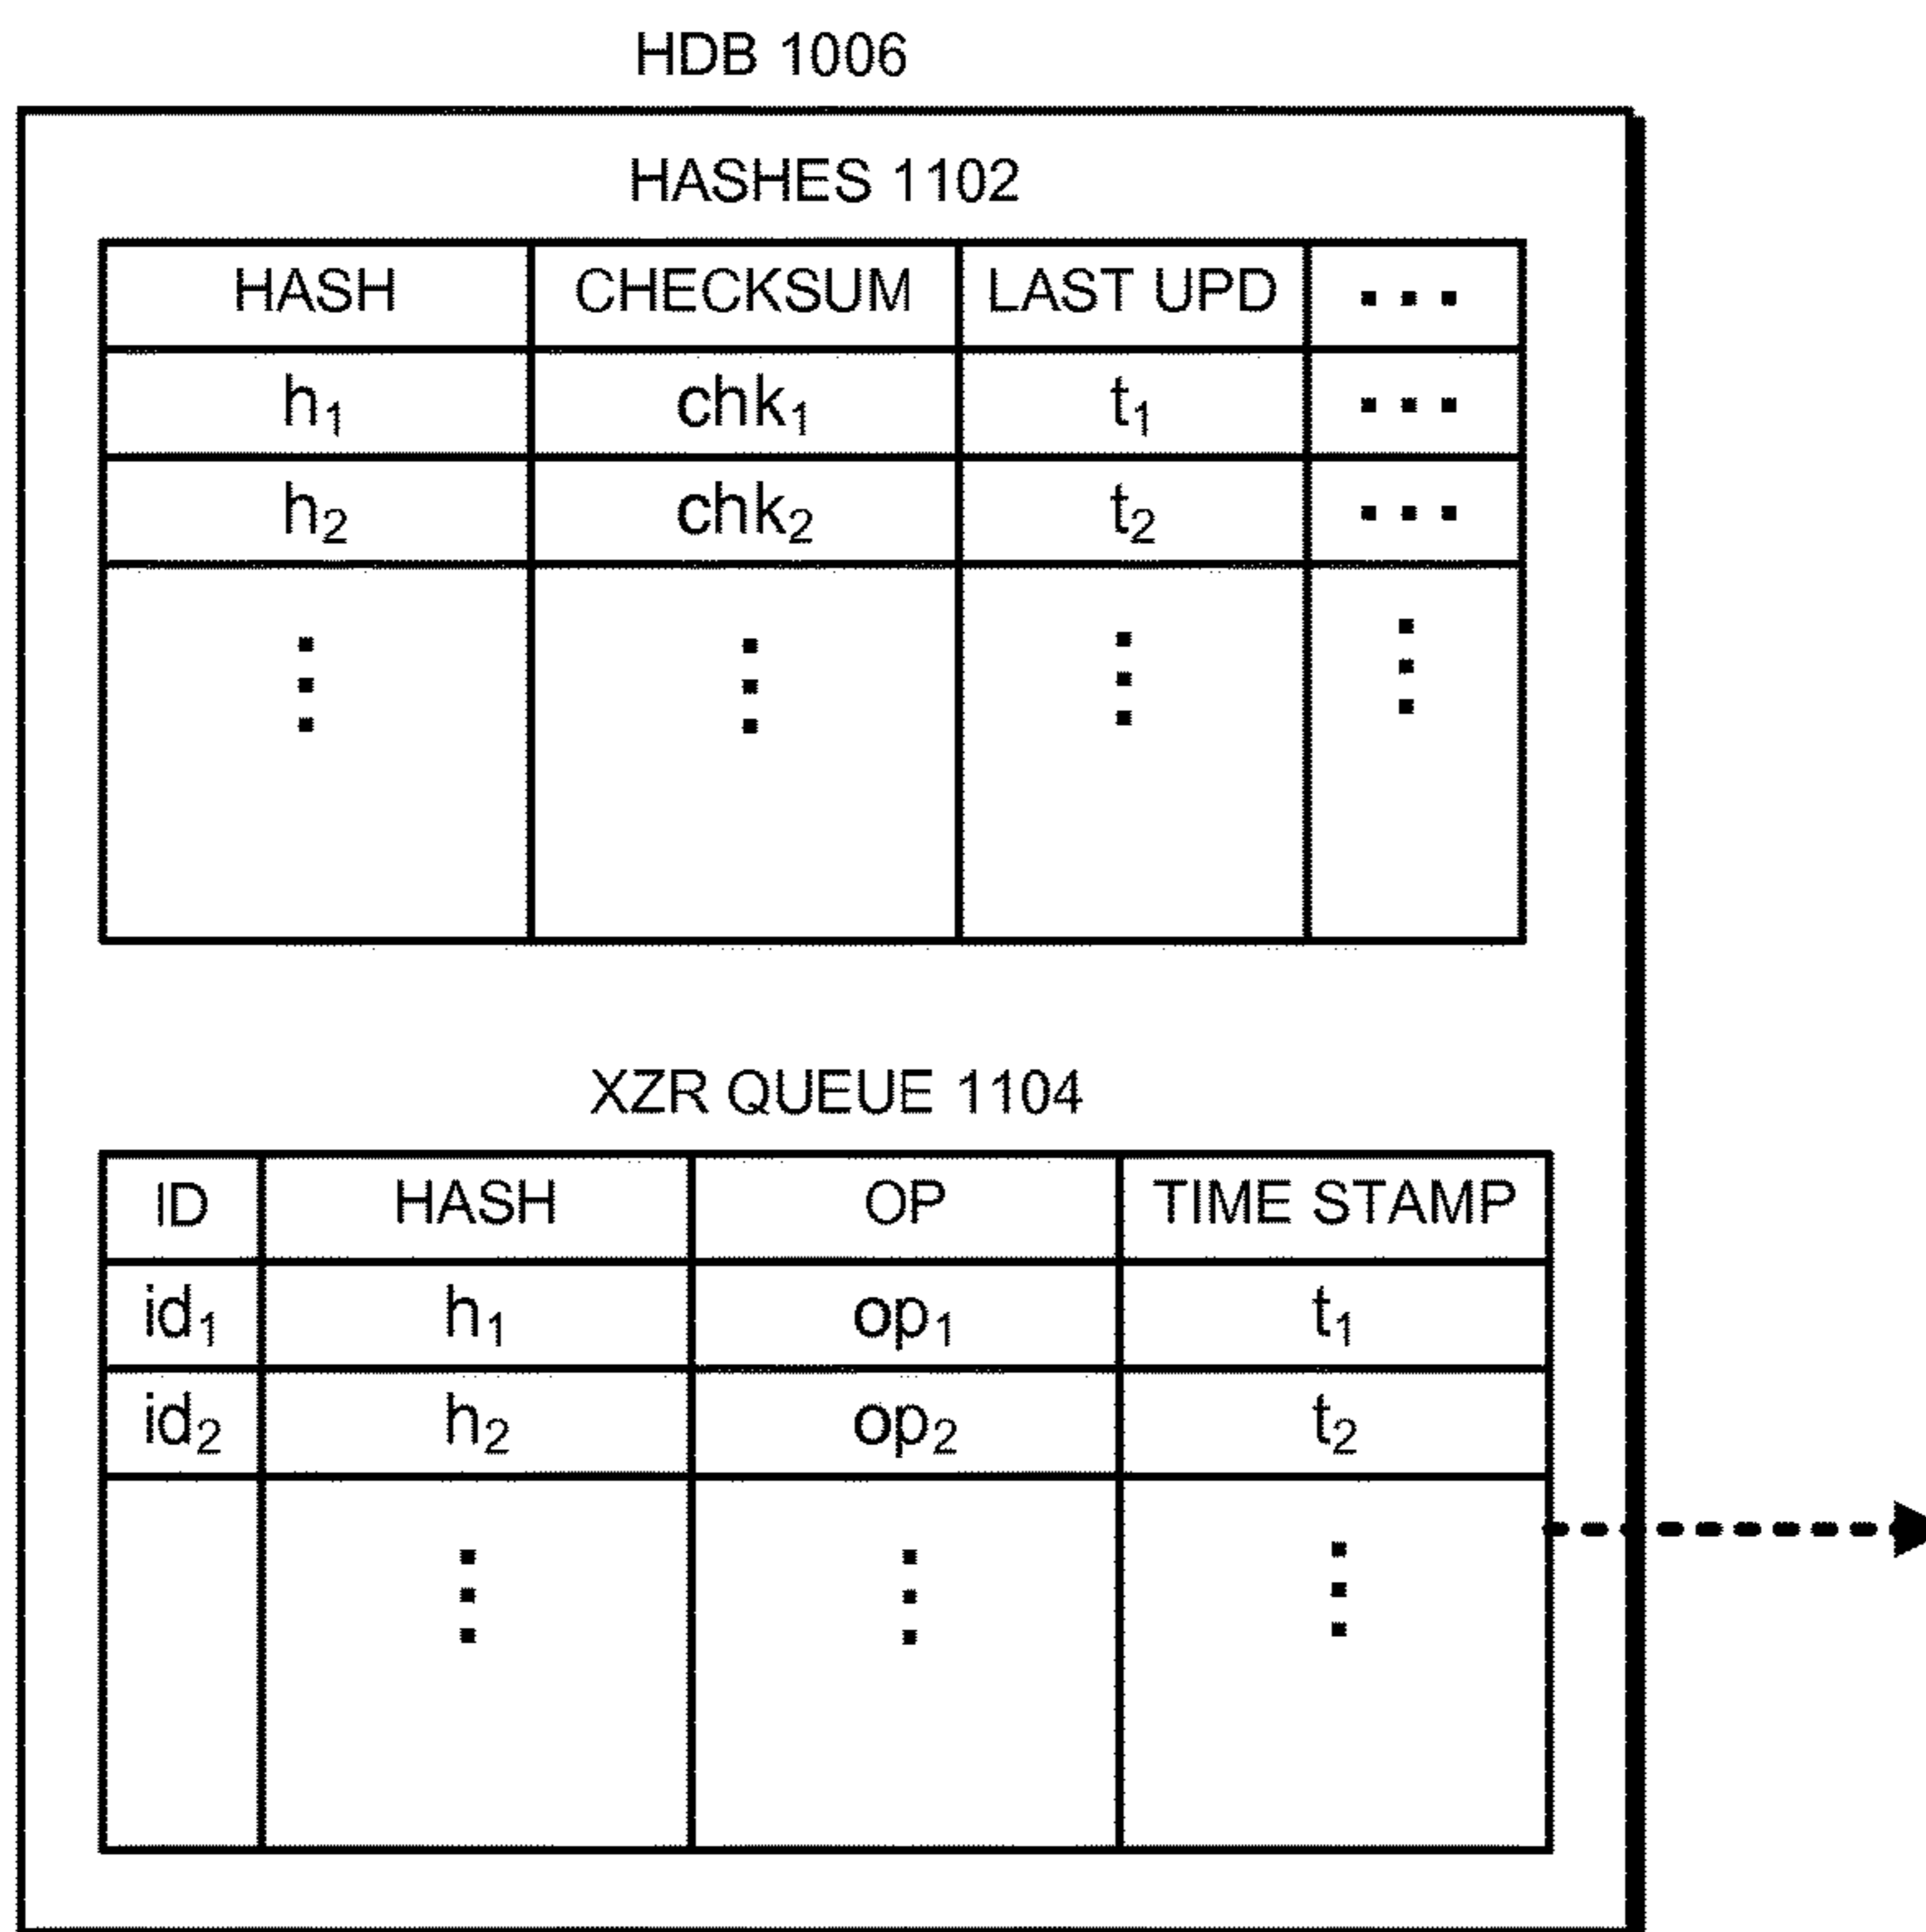 HDB 1006
HASHES 1102
HASH CHECKSUM LAST UPD ...
h₁ chk₁ t₁ ...
h₂ chk₂ t₂ ...
XZR QUEUE 1104
ID HASH OP TIME STAMP
id₁ h₁ op₁ t₁
id₂ h₂ op₂ t₂